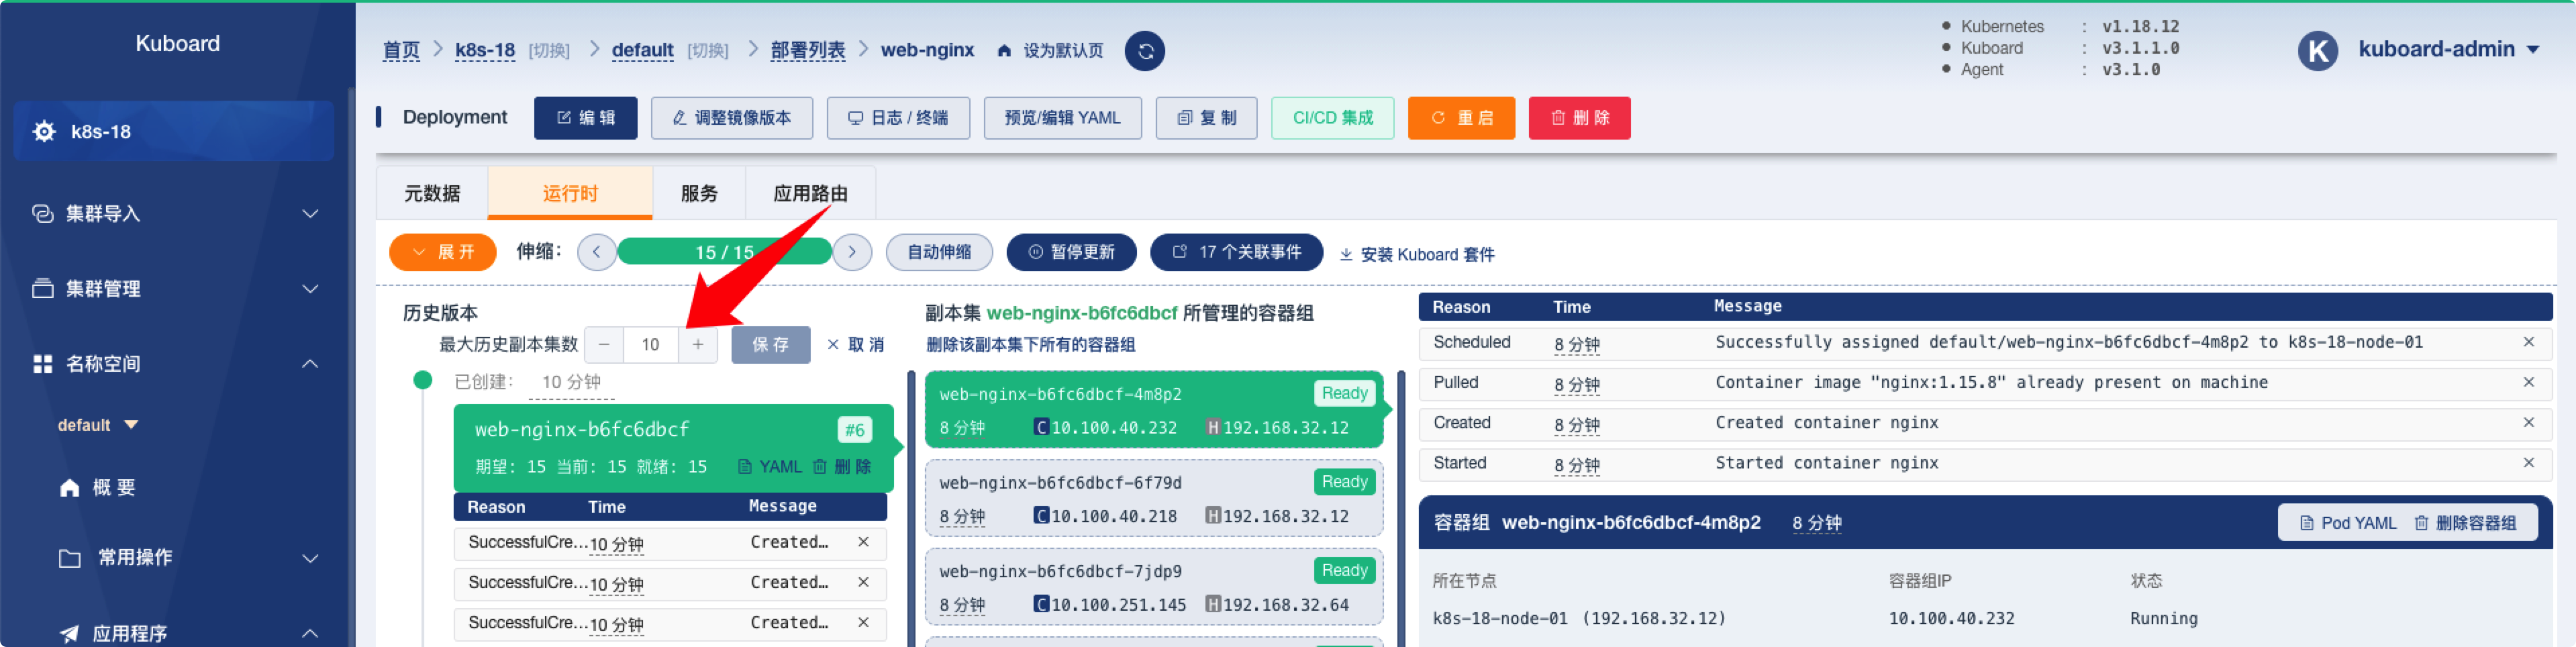 Kuboard
k8s-18
集群导入
集群管理
名称空间
default
概 要
常用操作
应用程序
首页 > k8s-18 [切换] > default [切换] > 部署列表 > web-nginx 设为默认页
Kubernetes : v1.18.12
Kuboard : v3.1.1.0
Agent : v3.1.0
K kuboard-admin
Deployment 编 辑 调整镜像版本 日志 / 终端 预览/编辑 YAML 复 制 CI/CD 集成 重 启 删 除
元数据 运行时 服务 应用路由
展 开 伸缩： 15 / 15 自动伸缩 暂停更新 17 个关联事件 安装 Kuboard 套件
历史版本
最大历史副本集数 − 10 + 保 存 × 取 消
已创建： 10 分钟
web-nginx-b6fc6dbcf #6
期望: 15 当前: 15 就绪: 15 YAML 删 除
Reason Time Message
SuccessfulCre... 10 分钟 Created… ×
SuccessfulCre... 10 分钟 Created… ×
SuccessfulCre... 10 分钟 Created… ×
副本集 web-nginx-b6fc6dbcf 所管理的容器组
删除该副本集下所有的容器组
web-nginx-b6fc6dbcf-4m8p2 Ready
8 分钟 C 10.100.40.232 H 192.168.32.12
web-nginx-b6fc6dbcf-6f79d Ready
8 分钟 C 10.100.40.218 H 192.168.32.12
web-nginx-b6fc6dbcf-7jdp9 Ready
8 分钟 C 10.100.251.145 H 192.168.32.64
Reason Time Message
Scheduled 8 分钟 Successfully assigned default/web-nginx-b6fc6dbcf-4m8p2 to k8s-18-node-01 ×
Pulled 8 分钟 Container image "nginx:1.15.8" already present on machine ×
Created 8 分钟 Created container nginx ×
Started 8 分钟 Started container nginx ×
容器组 web-nginx-b6fc6dbcf-4m8p2 8 分钟 Pod YAML 删除容器组
所在节点 容器组IP 状态
k8s-18-node-01 (192.168.32.12) 10.100.40.232 Running